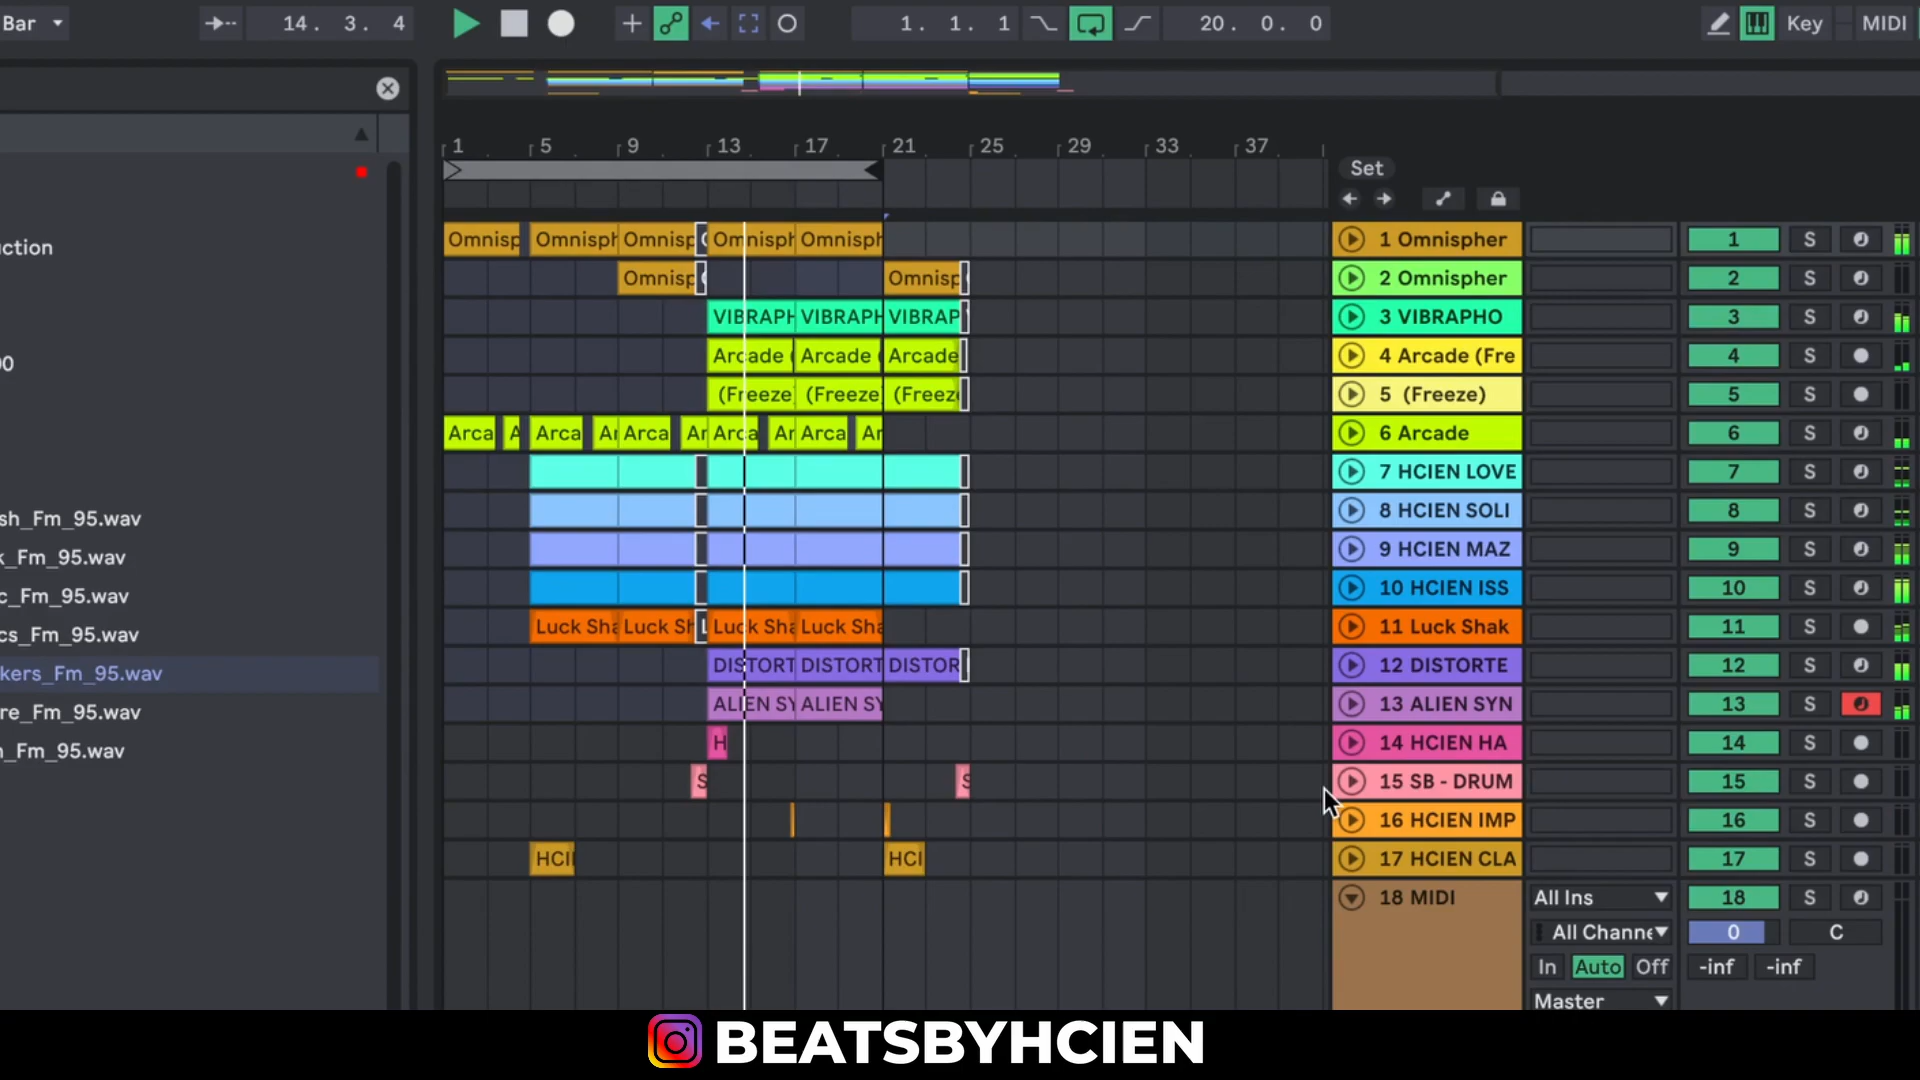 Bar
14. 3. 4
1. 1. 1
20. 0. 0
Key
MIDI
1 5 9 13 17 21 25 29 33 37
Set
Omnisp Omnisph Omnisp Omnisph Omnisph 1 Omnispher 1 S
ction
Omnisp Omnisp 2 Omnispher 2 S
VIBRAPH VIBRAPH VIBRAP 3 VIBRAPHO 3 S
Arcade ( Arcade ( Arcade 4 Arcade (Fre 4 S
00
(Freeze (Freeze (Freez 5 (Freeze) 5 S
Arca A Arca Ar Arca Ar Arca Ar Arca Ar 6 Arcade 6 S
7 HCIEN LOVE 7 S
sh_Fm_95.wav
8 HCIEN SOLI 8 S
k_Fm_95.wav
9 HCIEN MAZ 9 S
c_Fm_95.wav
10 HCIEN ISS 10 S
cs_Fm_95.wav
Luck Sha Luck Sh L Luck Sha Luck Sha 11 Luck Shak 11 S
kers_Fm_95.wav
DISTORT DISTORT DISTOR 12 DISTORTE 12 S
re_Fm_95.wav
ALIEN SY ALIEN SY 13 ALIEN SYN 13 S
n_Fm_95.wav
H 14 HCIEN HA 14 S
S S 15 SB - DRUM 15 S
16 HCIEN IMP 16 S
HCI HCI 17 HCIEN CLA 17 S
18 MIDI All Ins 18 S
All Channe 0 C
In Auto Off -inf -inf
Master
BEATSBYHCIEN